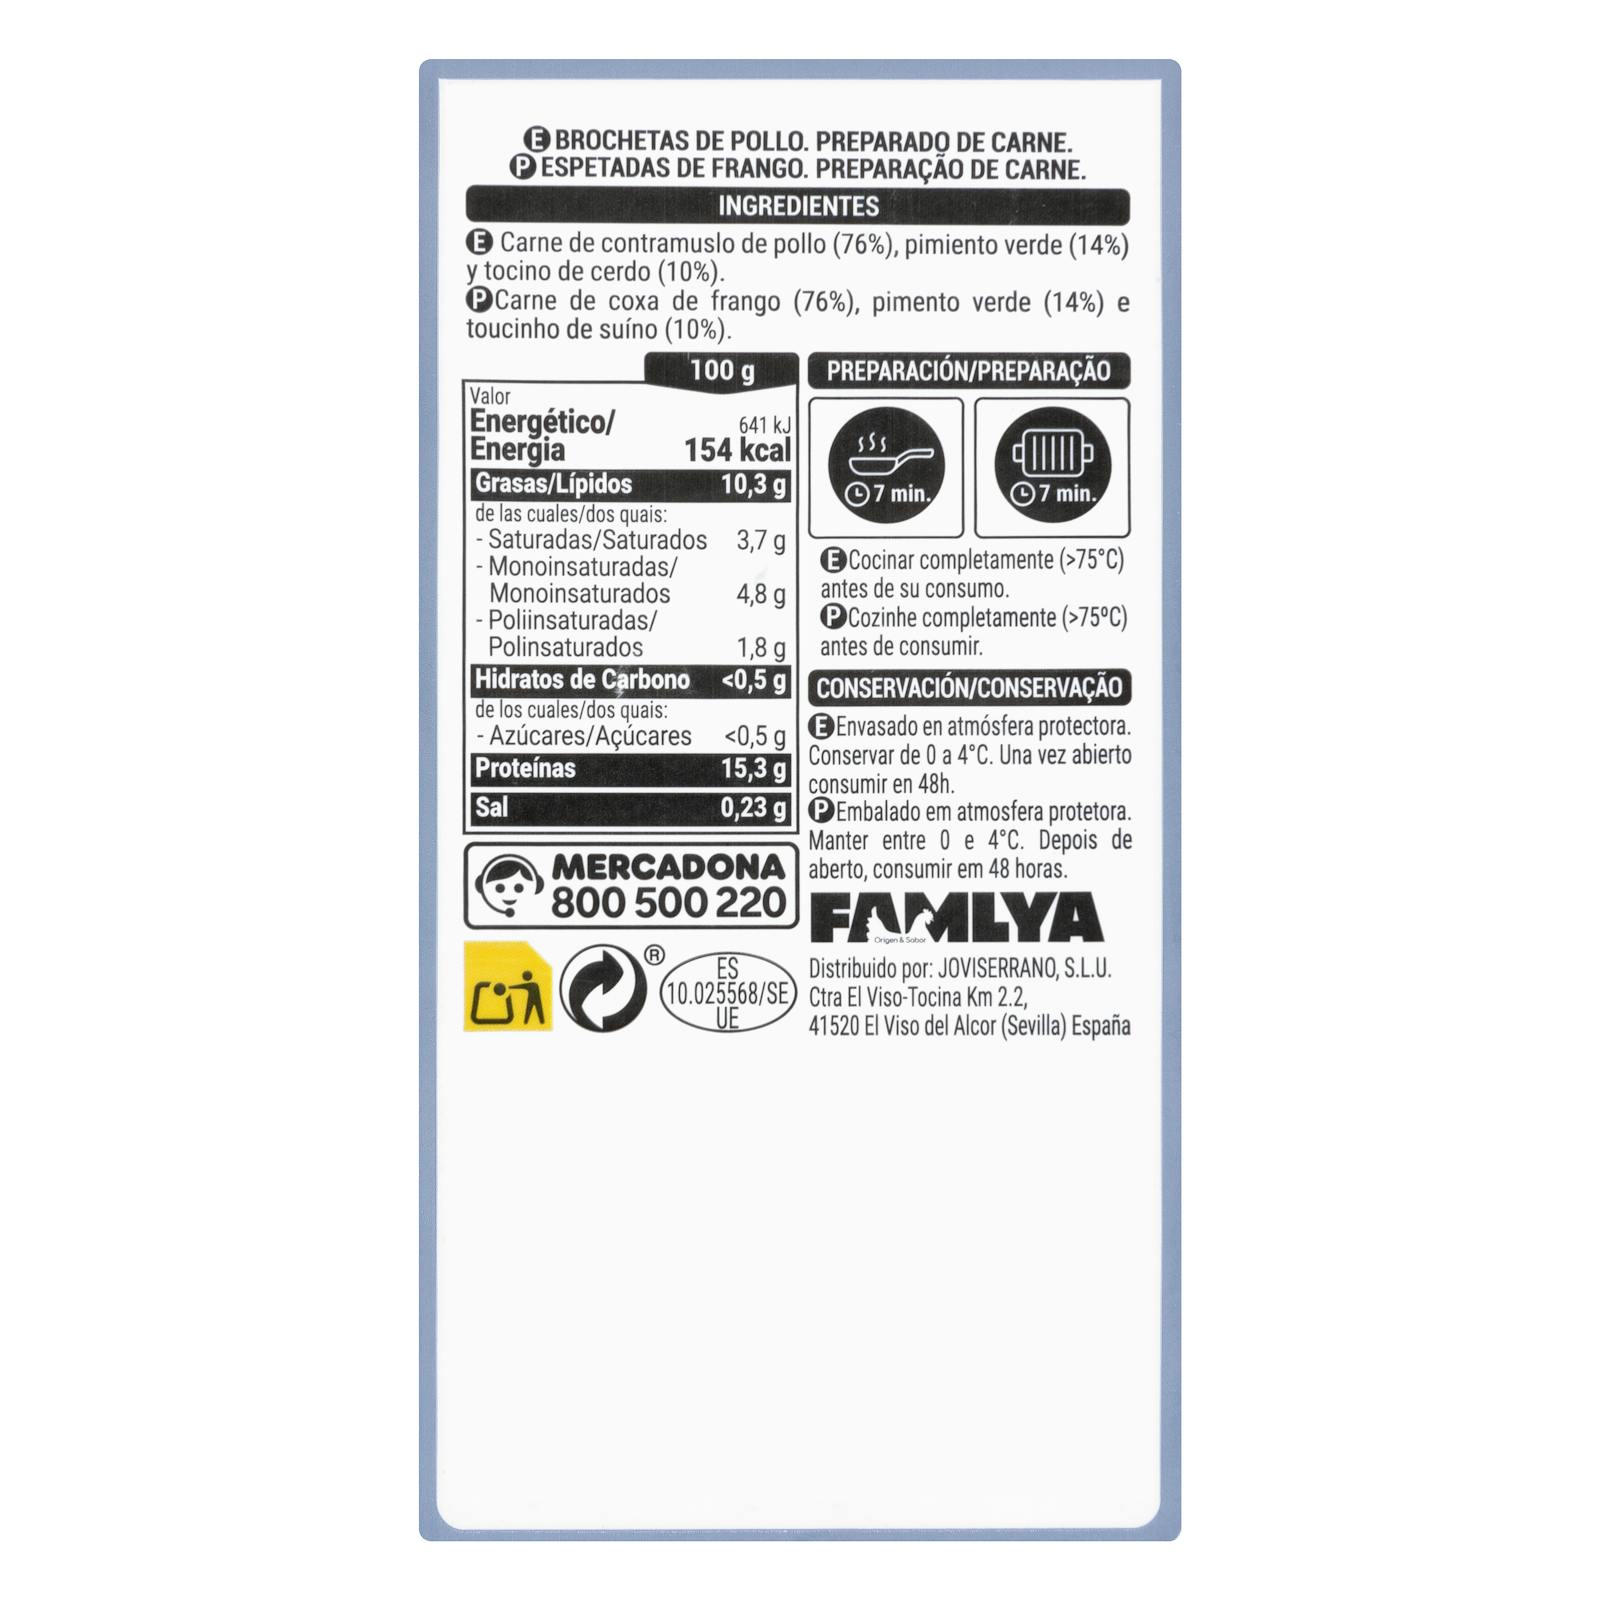 E BROCHETAS DE POLLO. PREPARADO DE CARNE.
P ESPETADAS DE FRANGO. PREPARAÇÃO DE CARNE.
INGREDIENTES
E Carne de contramuslo de pollo (76%), pimiento verde (14%)
y tocino de cerdo (10%).
P Carne de coxa de frango (76%), pimento verde (14%) e
toucinho de suíno (10%).
100 g
Valor
Energético/ 641 kJ
Energia 154 kcal
Grasas/Lípidos 10,3 g
de las cuales/dos quais:
- Saturadas/Saturados 3,7 g
- Monoinsaturadas/
Monoinsaturados 4,8 g
- Poliinsaturadas/
Polinsaturados 1,8 g
Hidratos de Carbono <0,5 g
de los cuales/dos quais:
- Azúcares/Açúcares <0,5 g
Proteínas 15,3 g
Sal 0,23 g
MERCADONA
800 500 220
®
ES
10.025568/SE
UE
PREPARACIÓN/PREPARAÇÃO
7 min. 7 min.
E Cocinar completamente (>75°C)
antes de su consumo.
P Cozinhe completamente (>75ºC)
antes de consumir.
CONSERVACIÓN/CONSERVAÇÃO
E Envasado en atmósfera protectora.
Conservar de 0 a 4°C. Una vez abierto
consumir en 48h.
P Embalado em atmosfera protetora.
Manter entre 0 e 4°C. Depois de
aberto, consumir em 48 horas.
FAMLYA
Origen & Sabor
Distribuido por: JOVISERRANO, S.L.U.
Ctra El Viso-Tocina Km 2.2,
41520 El Viso del Alcor (Sevilla) España